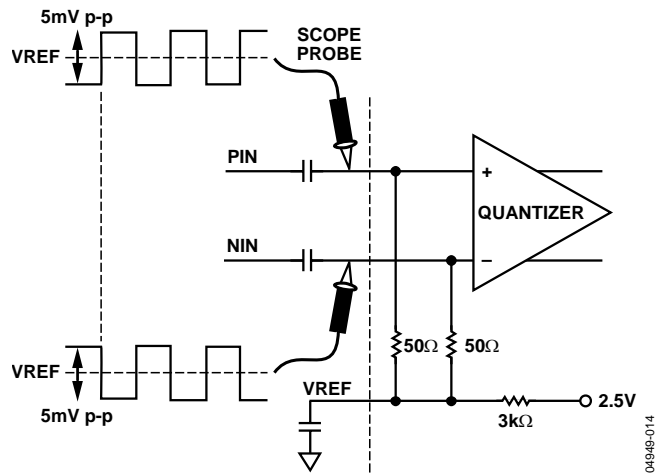 5mV p-p
VREF
SCOPE
PROBE
PIN
+
QUANTIZER
NIN
−
50Ω
50Ω
VREF
5mV p-p
VREF
2.5V
3kΩ
04949-014